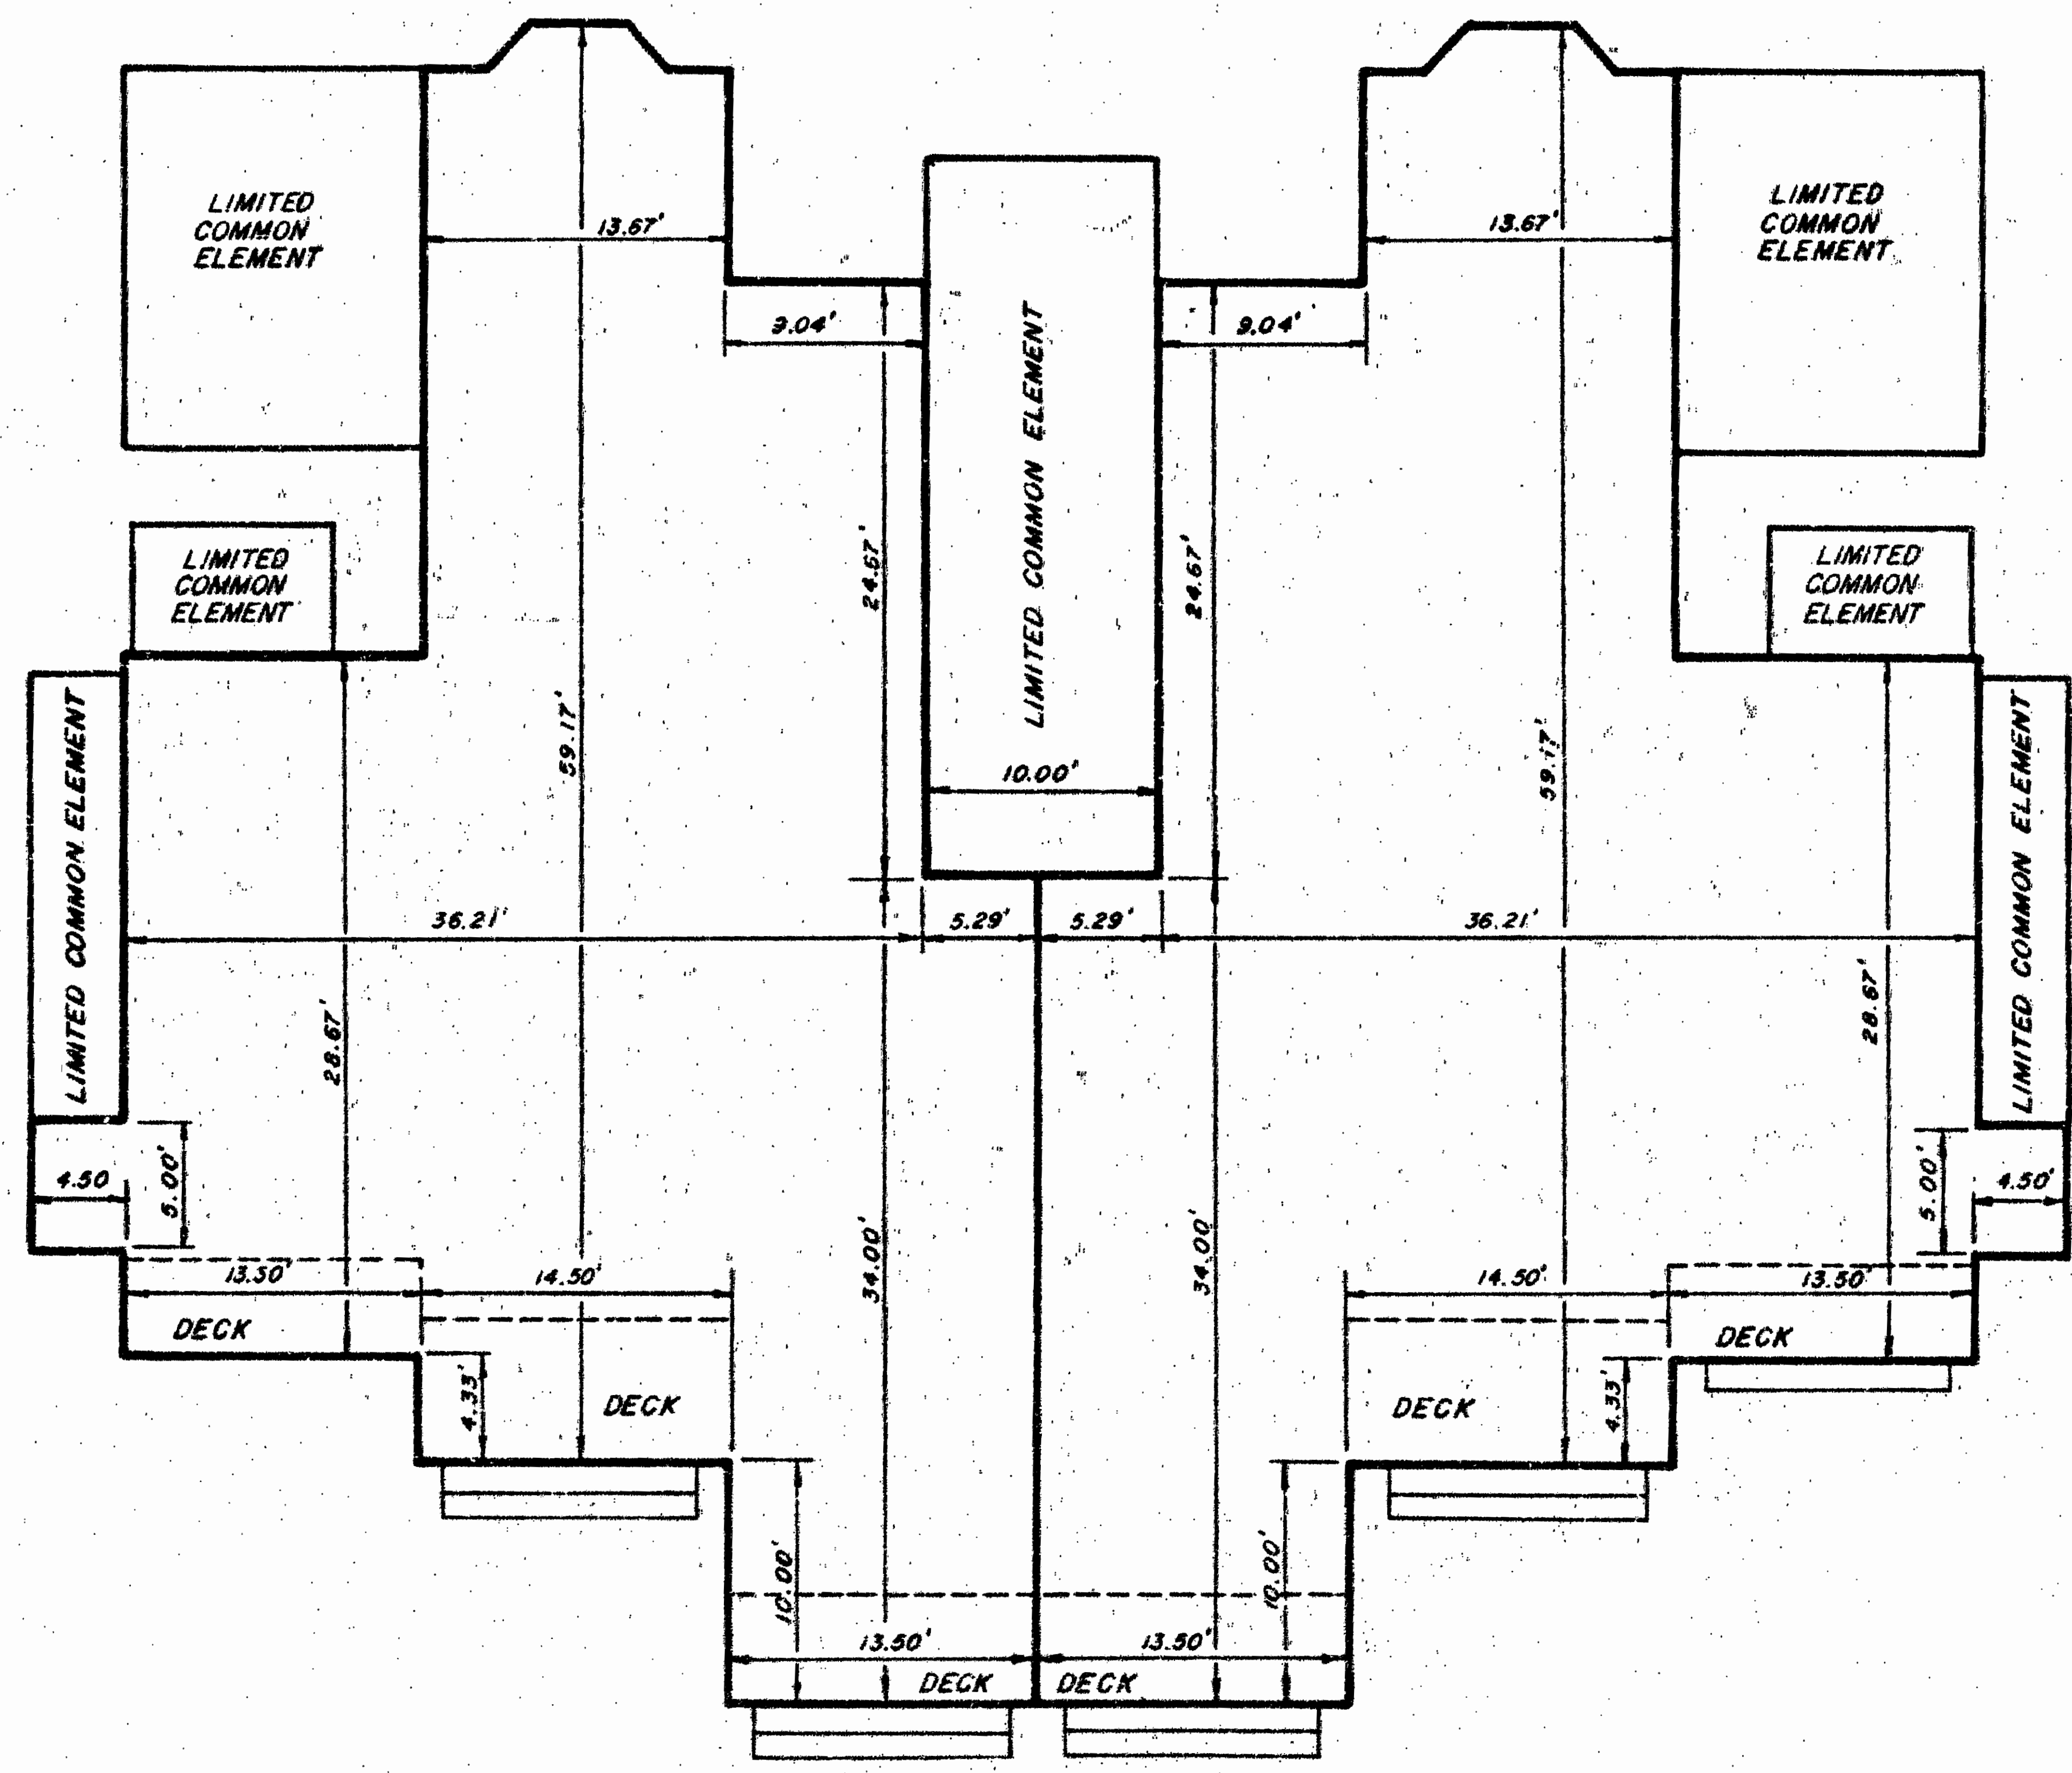 LIMITED
COMMON
ELEMENT
13.67'
13.67'
LIMITED
COMMON
ELEMENT
9.04'
9.04'
LIMITED COMMON ELEMENT
24.67'
24.67'
LIMITED
COMMON
ELEMENT
LIMITED
COMMON
ELEMENT
LIMITED COMMON ELEMENT
59.17'
59.17'
LIMITED COMMON ELEMENT
10.00'
36.21'
5.29'
5.29'
36.21'
28.67'
28.67'
4.50
5.00'
5.00'
4.50'
34.00'
34.00'
13.50'
14.50'
14.50'
13.50'
DECK
DECK
4.33'
DECK
DECK
4.33'
10.00'
10.00'
13.50'
13.50'
DECK
DECK